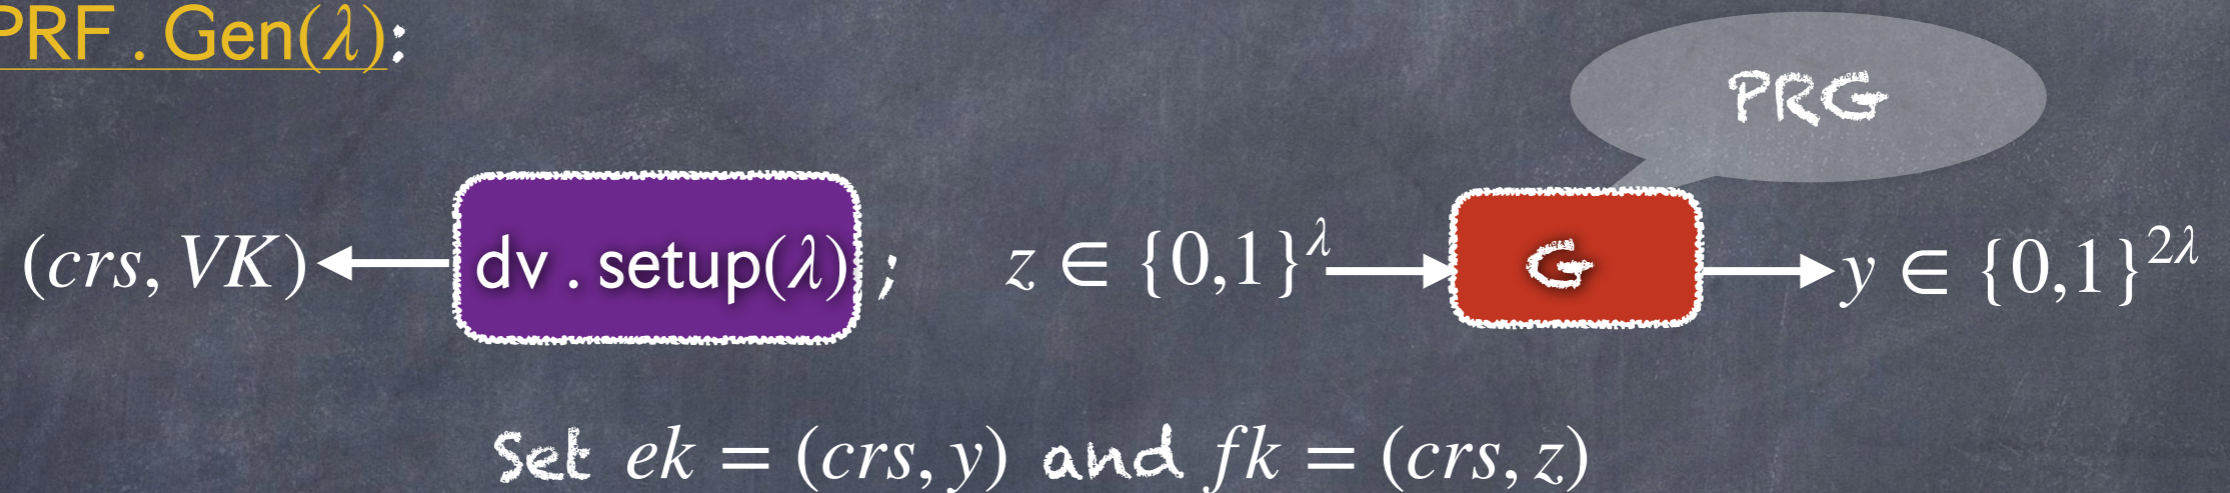 PRF . Gen(λ):
PRG
(crs, VK) ← dv . setup(λ) ; z ∈ {0,1}^λ → G → y ∈ {0,1}^{2λ}
Set ek = (crs, y) and fk = (crs, z)